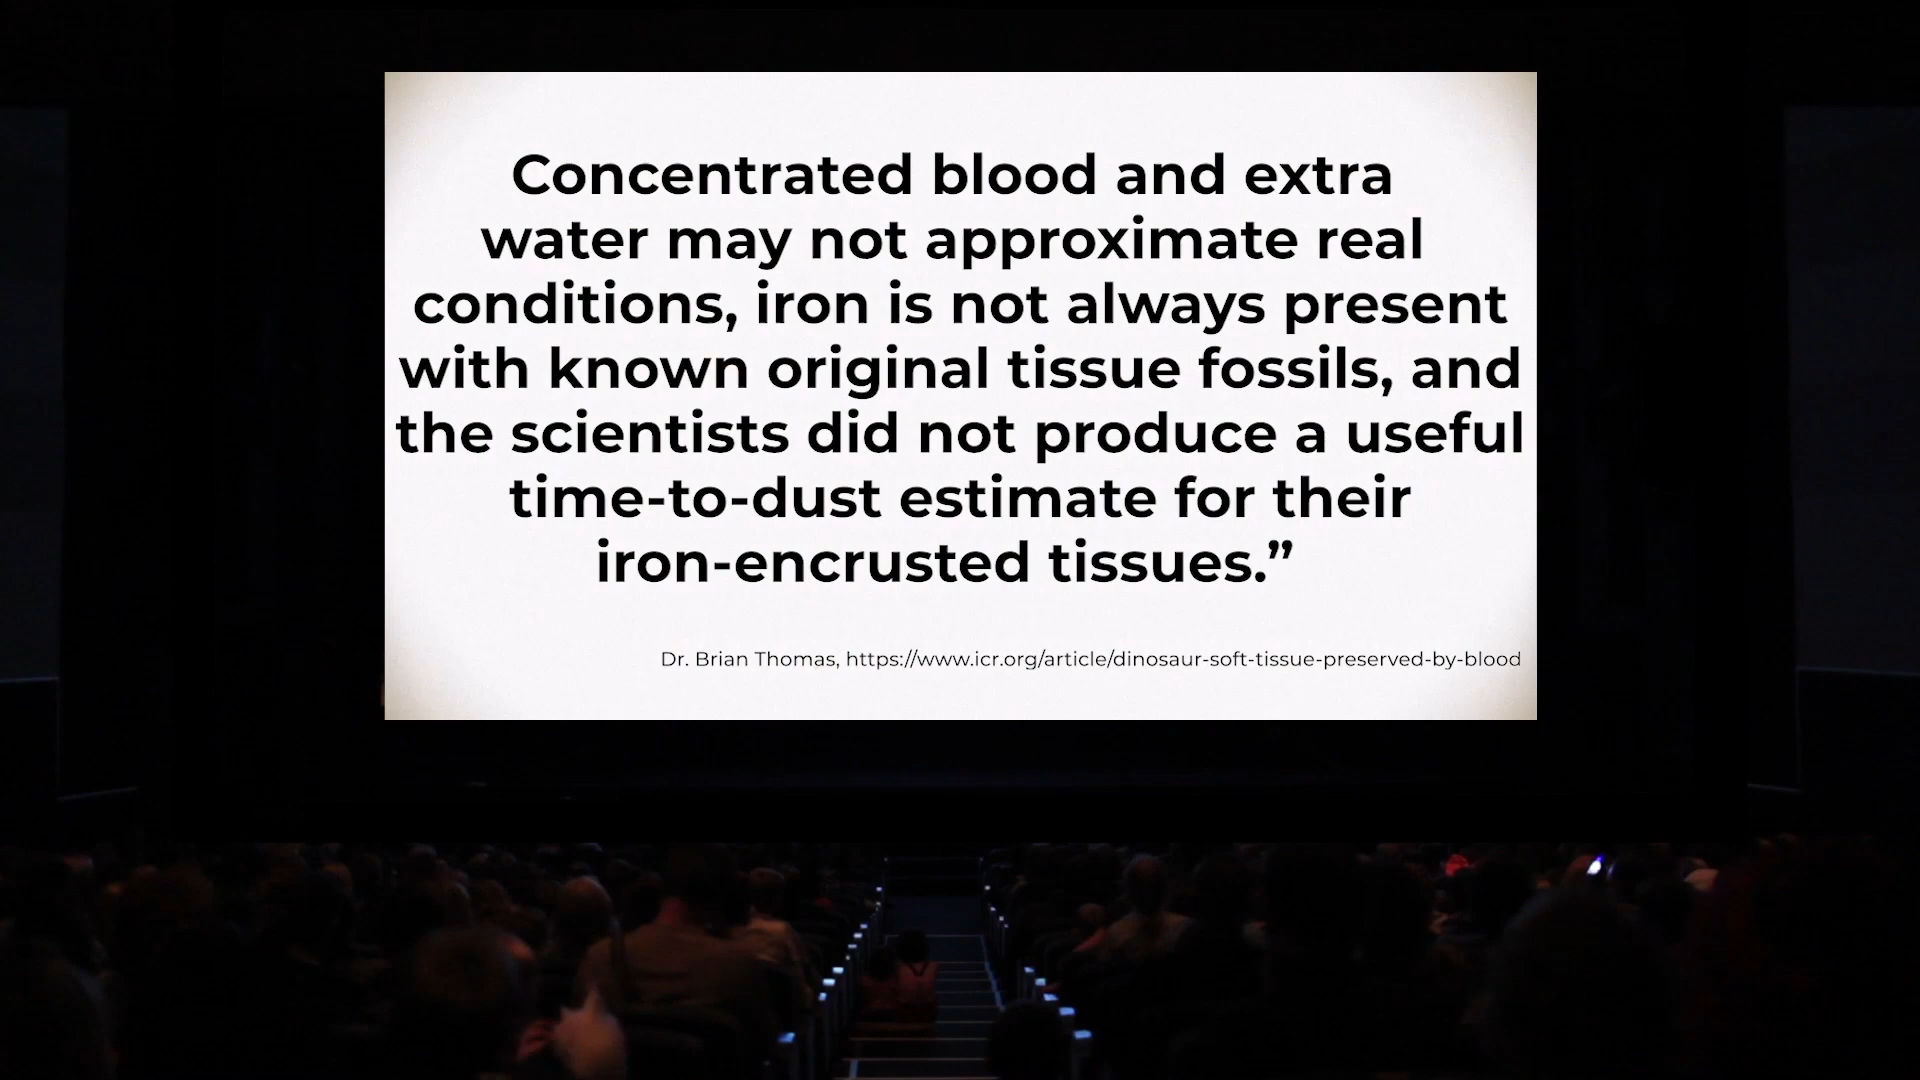 Concentrated blood and extra
water may not approximate real
conditions, iron is not always present
with known original tissue fossils, and
the scientists did not produce a useful
time-to-dust estimate for their
iron-encrusted tissues.”
Dr. Brian Thomas, https://www.icr.org/article/dinosaur-soft-tissue-preserved-by-blood